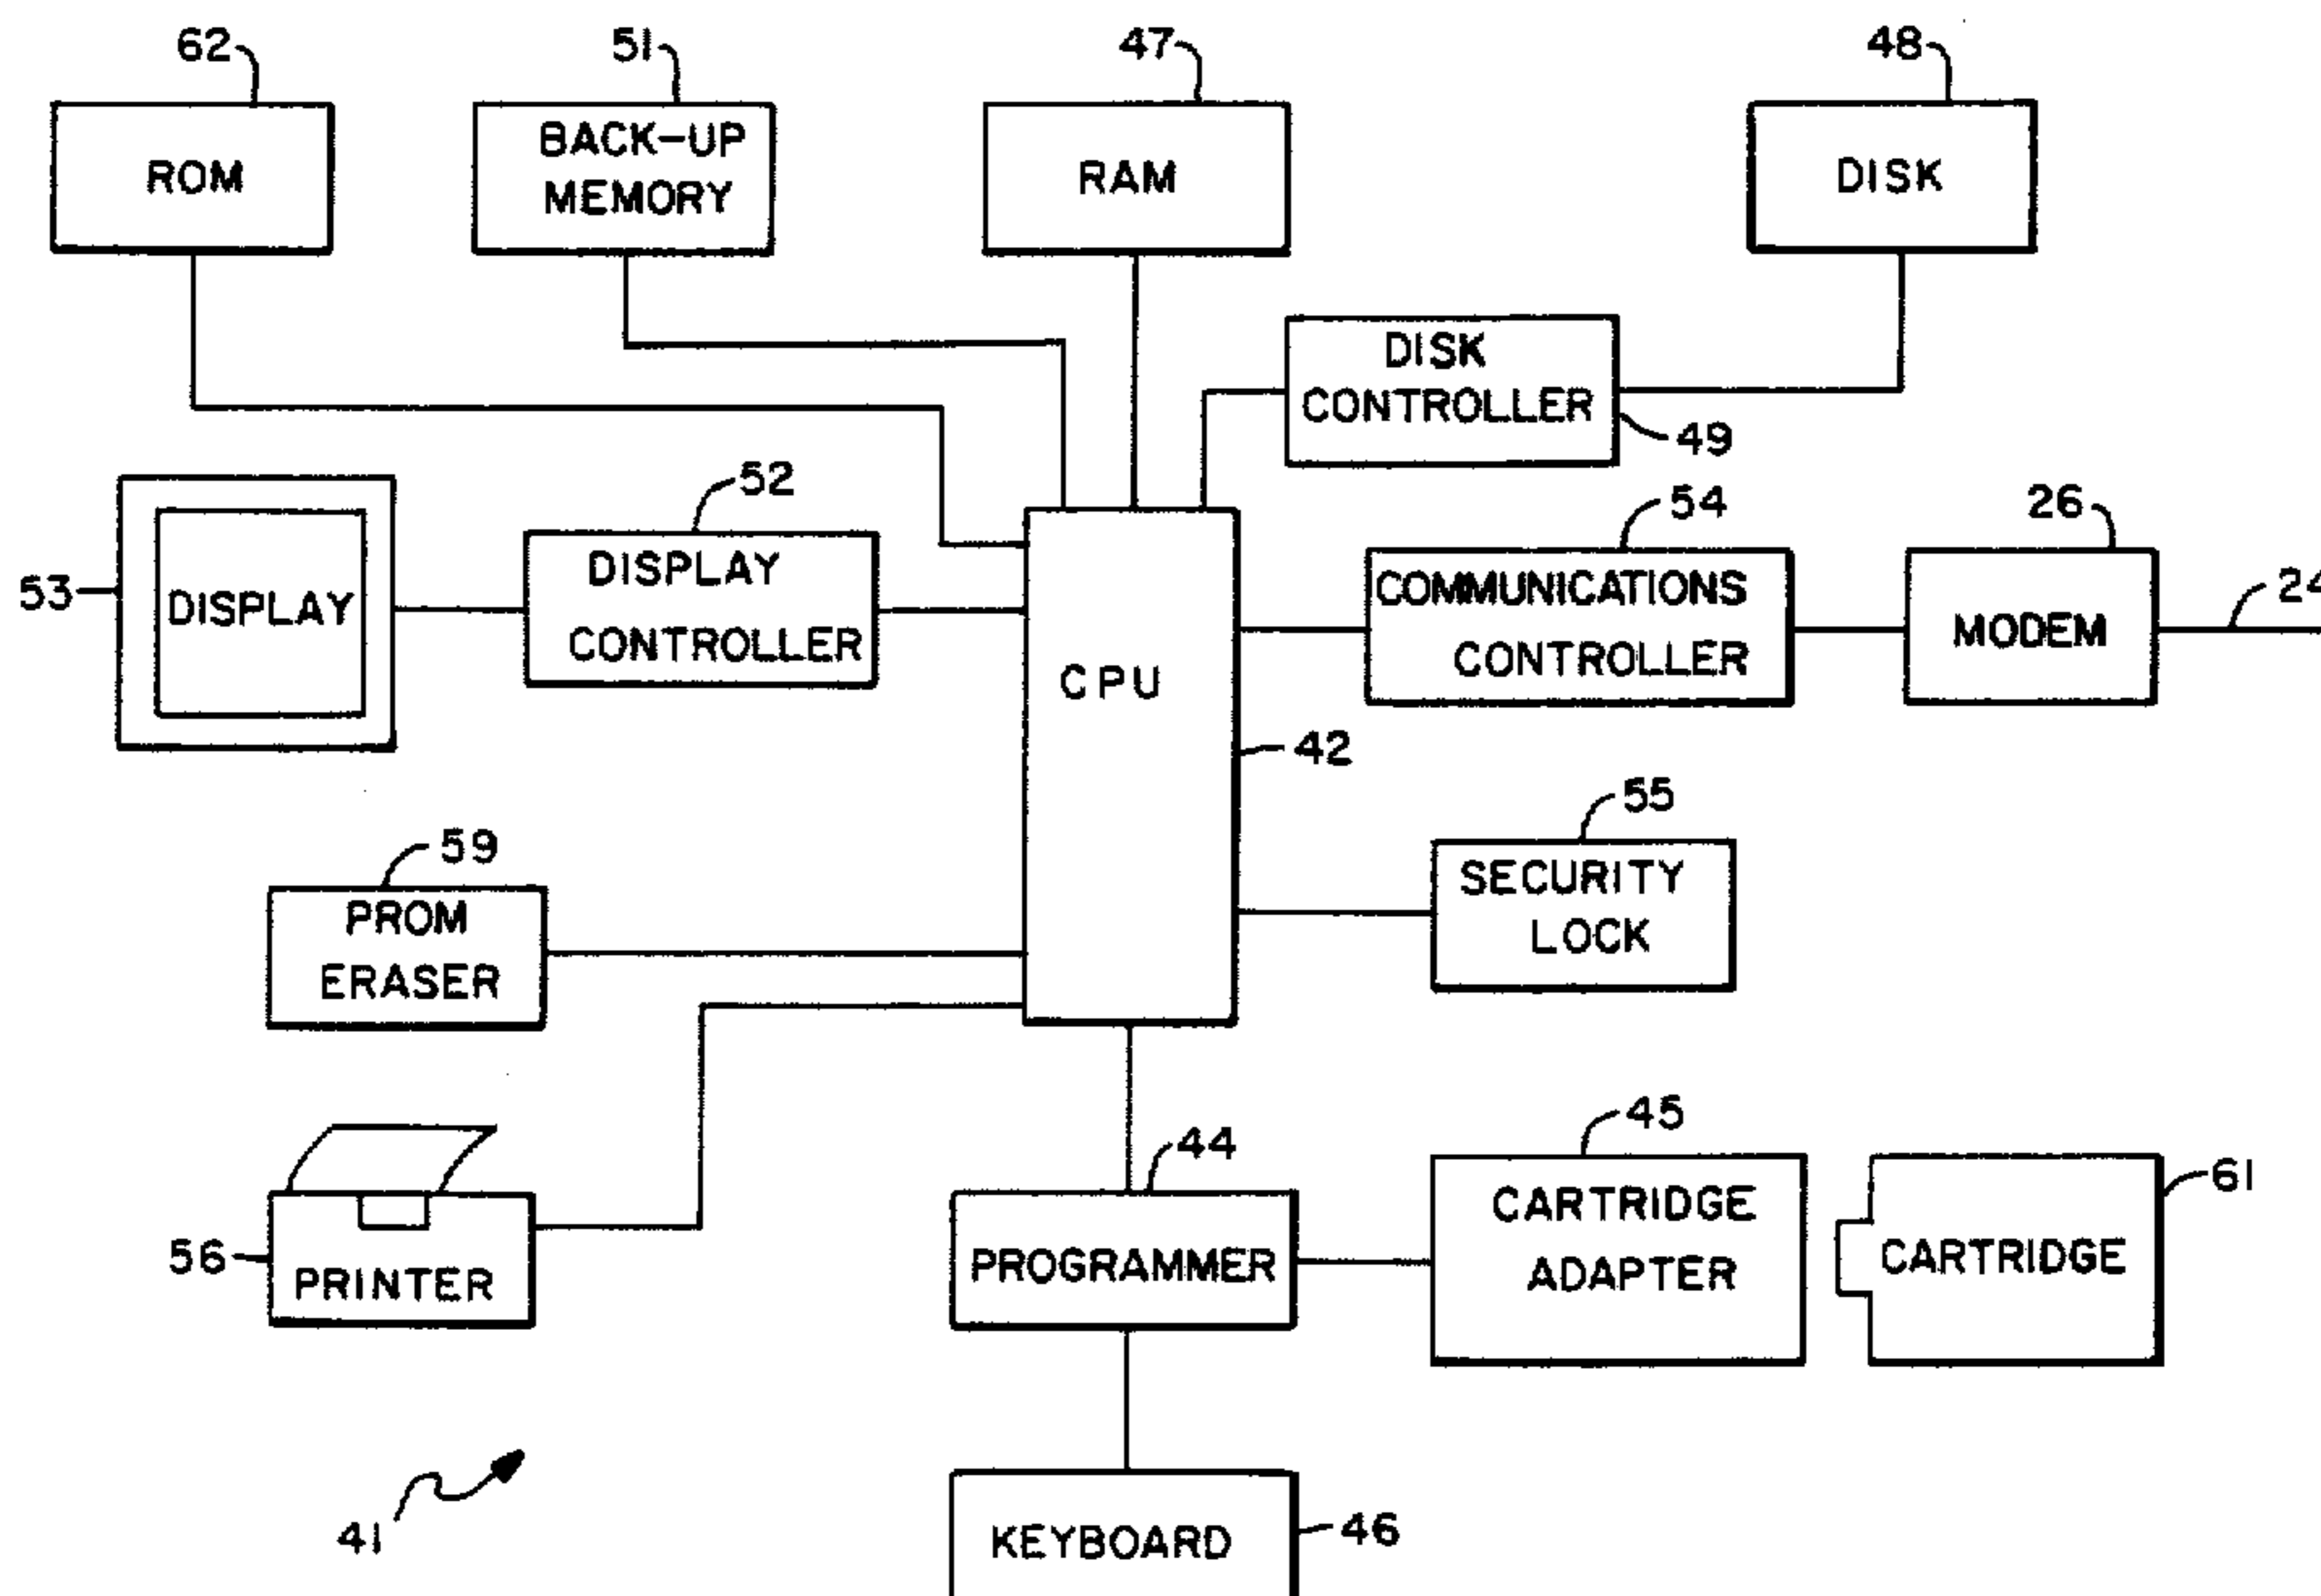 62
51
47
48
ROM
BACK-UP
MEMORY
RAM
DISK
DISK
CONTROLLER
49
52
54
26
53
DISPLAY
DISPLAY
CONTROLLER
CPU
COMMUNICATIONS
CONTROLLER
MODEM
24
42
55
59
SECURITY
LOCK
PROM
ERASER
45
44
61
CARTRIDGE
ADAPTER
CARTRIDGE
PROGRAMMER
56
PRINTER
41
KEYBOARD
46